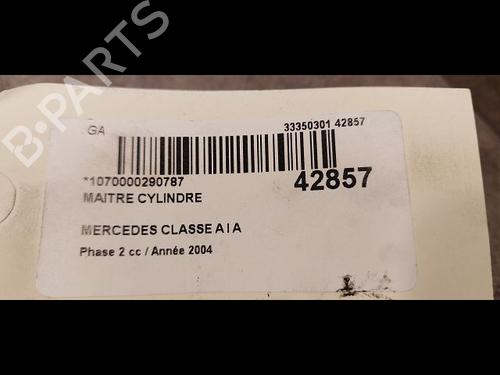 B-PARTS
GA 33350301 42857
*1070000290787 42857
MAITRE CYLINDRE
MERCEDES CLASSE A I A
Phase 2 cc / Année 2004